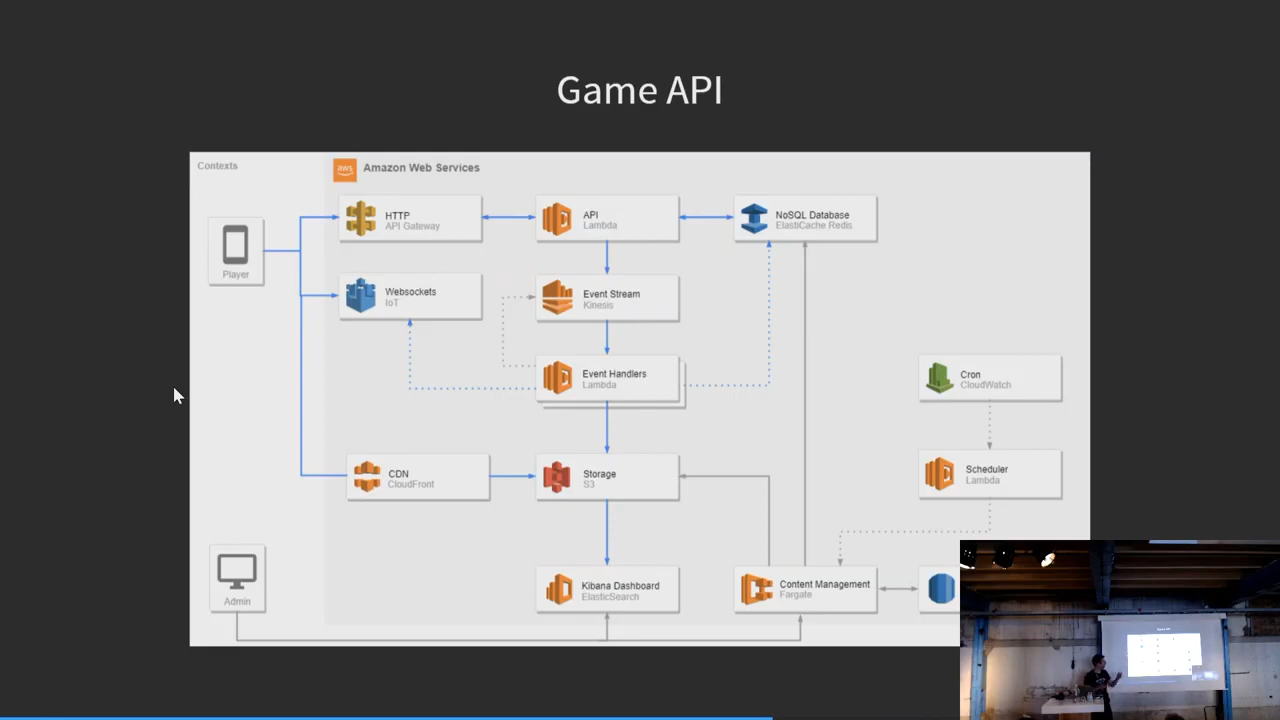 Game API
Contexts
aws
Amazon Web Services
HTTP
API Gateway
API
Lambda
NoSQL Database
ElastiCache Redis
Player
Websockets
IoT
Event Stream
Kinesis
Event Handlers
Lambda
Cron
CloudWatch
CDN
CloudFront
Storage
S3
Scheduler
Lambda
Admin
Kibana Dashboard
ElasticSearch
Content Management
Fargate